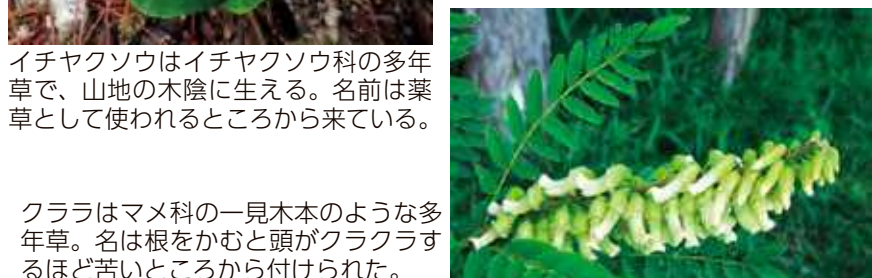 イチヤクソウはイチヤクソウ科の多年
草で、山地の木陰に生える。名前は薬
草として使われるところから来ている。
クララはマメ科の一見木本のような多
年草。名は根をかむと頭がクラクラす
るほど苦いところから付けられた。